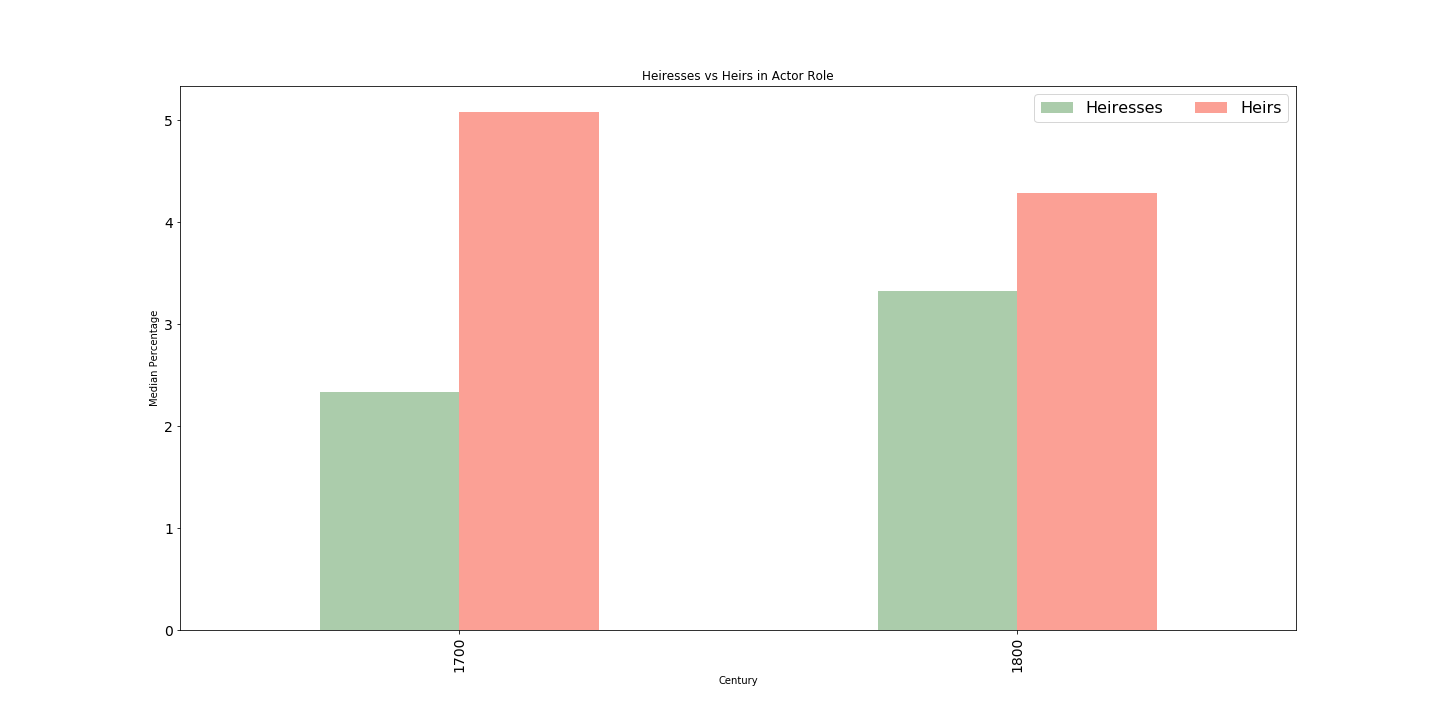 Heiresses vs Heirs in Actor Role
Heiresses Heirs
5
4
3
2
1
0
Median Percentage
1700 1800
Century